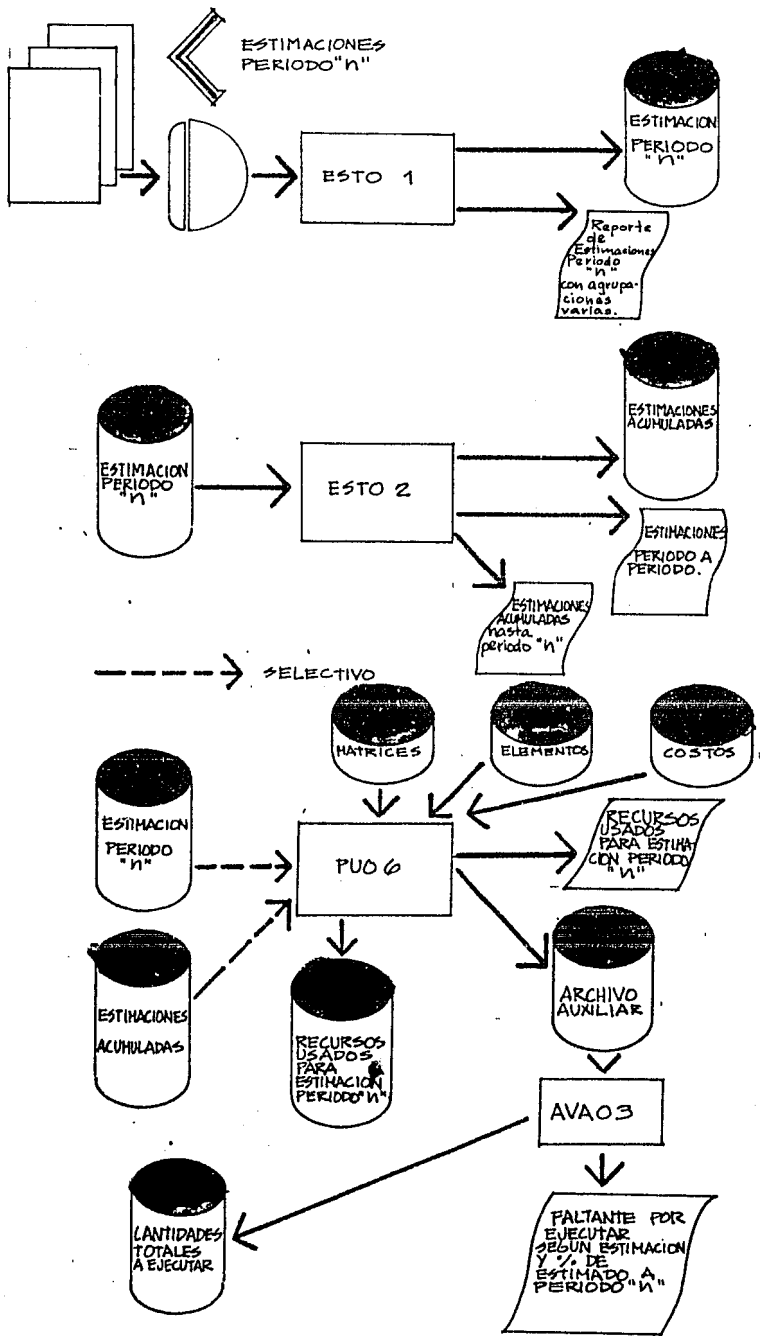 ESTIMACIONES
PERIODO "n"
ESTO 1
ESTIMACION
PERIODO
"n"
Reporte
de
Estimaciones
Periodo
"n"
con agrupa-
ciones
varias.
ESTIMACION
PERIODO
"n"
ESTO 2
ESTIMACIONES
ACUMULADAS
ESTIMACIONES
PERIODO A
PERIODO.
ESTIMACIONES
ACUMULADAS
hasta
periodo "n"
SELECTIVO
MATRICES
ELEMENTOS
COSTOS
ESTIMACION
PERIODO
"n"
PUO6
RECURSOS
USADOS
PARA ESTIMA-
CION PERIODO
"n"
ESTIMACIONES
ACUMULADAS
RECURSOS
USADOS
PARA
ESTIMACION
PERIODO "n"
ARCHIVO
AUXILIAR
AVAO3
CANTIDADES
TOTALES
A EJECUTAR
FALTANTE POR
EJECUTAR
SEGUN ESTIMACION
Y % DE
ESTIMADO A
PERIODO "n"